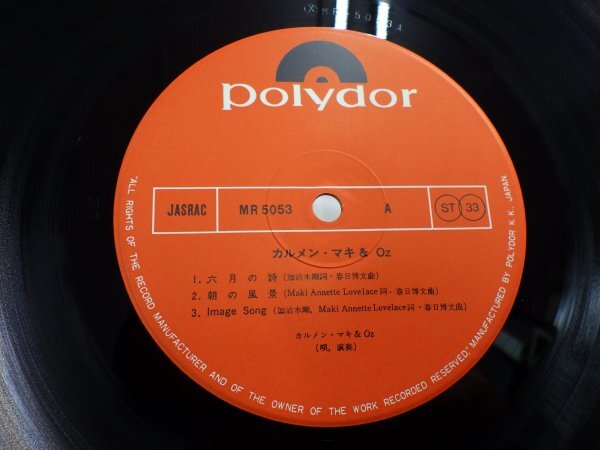 polydor
JASRAC MR 5053 A ST 33
カルメン・マキ & Oz
1. 六月の詩 (加治木剛詞・春日博文曲)
2. 朝の風景 (Maki Annette Lovelace詞・春日博文曲)
3. Image Song (加治木剛, Maki Annette Lovelace詞・春日博文曲)
カルメン・マキ&Oz
(唄, 演奏)
"ALL RIGHTS OF THE RECORD MANUFACTURER AND OF THE OWNER OF THE WORK RECORDED RESERVED." MANUFACTURED BY POLYDOR K.K. JAPAN.